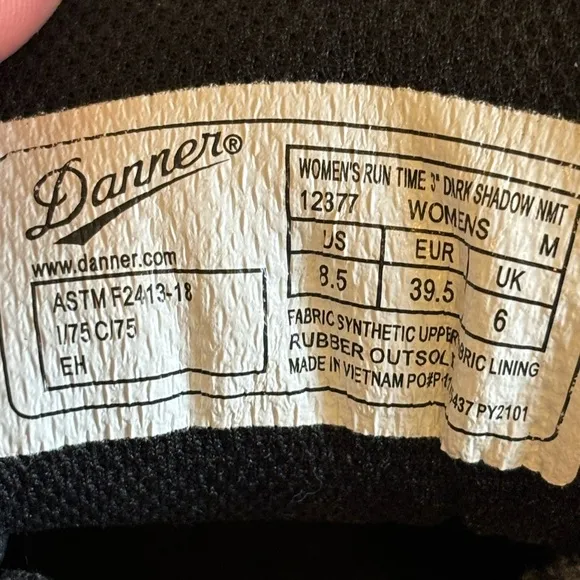 Danner®
www.danner.com
ASTM F2413-18
I/75 C/75
EH
WOMEN'S RUN TIME 3" DARK SHADOW NMT
12377 WOMENS M
US EUR UK
8.5 39.5 6
FABRIC SYNTHETIC UPPER LINING
RUBBER OUTSOLE
MADE IN VIETNAM PY2101